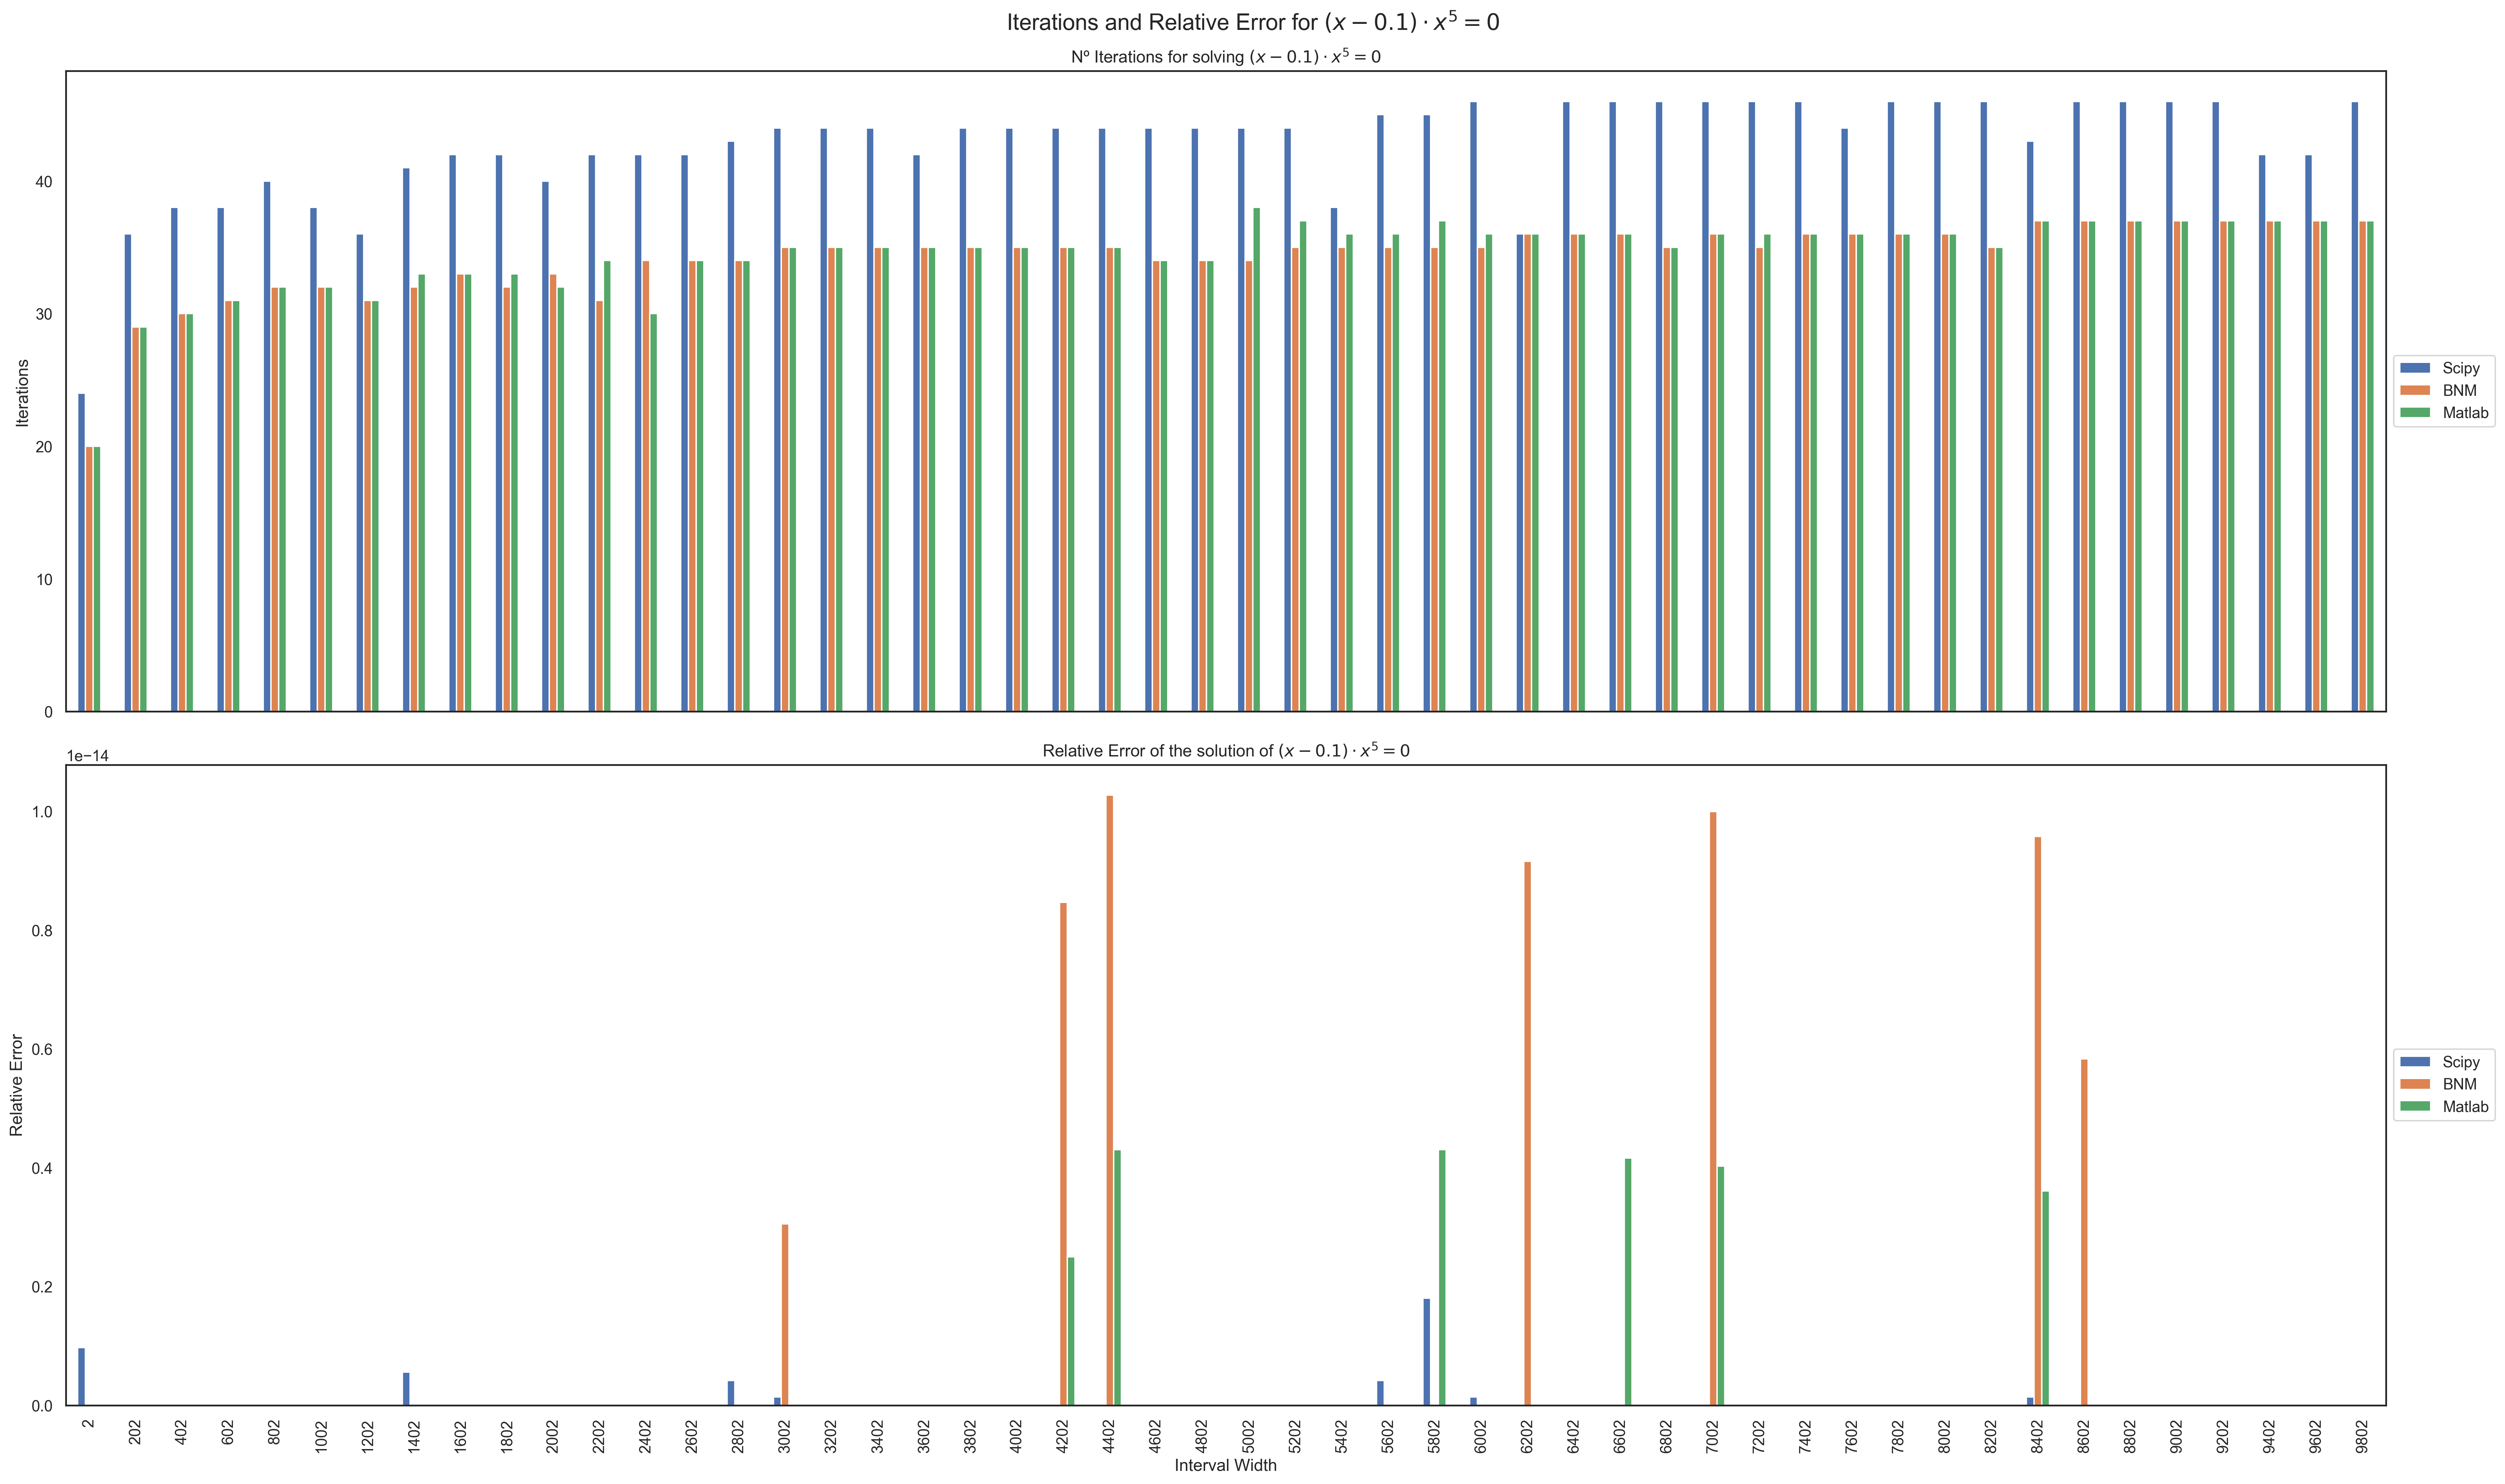 Iterations and Relative Error for (x − 0.1) · x⁵ = 0
Nº Iterations for solving (x − 0.1) · x⁵ = 0
Iterations
40
30
20
10
0
Scipy
BNM
Matlab
Relative Error of the solution of (x − 0.1) · x⁵ = 0
1e−14
Relative Error
1.0
0.8
0.6
0.4
0.2
0.0
Scipy
BNM
Matlab
2 202 402 602 802 1002 1202 1402 1602 1802 2002 2202 2402 2602 2802 3002 3202 3402 3602 3802 4002 4202 4402 4602 4802 5002 5202 5402 5602 5802 6002 6202 6402 6602 6802 7002 7202 7402 7602 7802 8002 8202 8402 8602 8802 9002 9202 9402 9602 9802
Interval Width